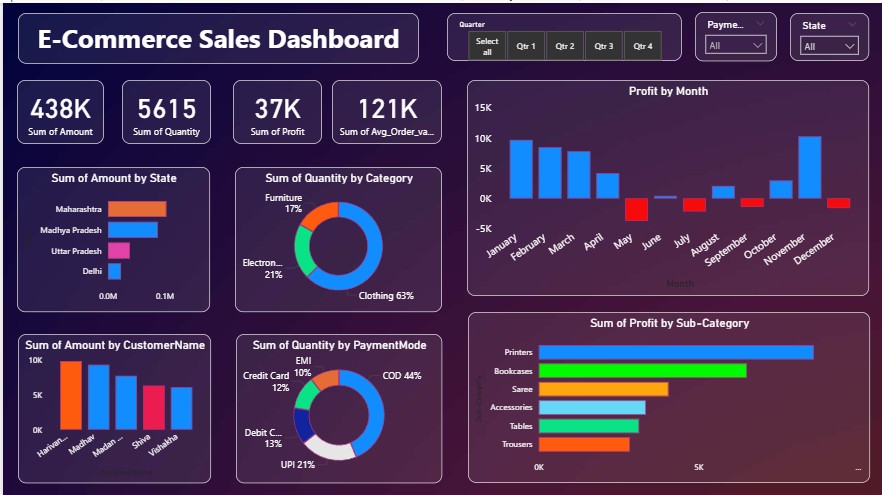 E-Commerce Sales Dashboard
Quarter
Select all
Qtr 1
Qtr 2
Qtr 3
Qtr 4
Payme...
All
State
All
438K
Sum of Amount
5615
Sum of Quantity
37K
Sum of Profit
121K
Sum of Avg_Order_va...
Profit by Month
15K
10K
5K
0K
-5K
January
February
March
April
May
June
July
August
September
October
November
December
Month
Sum of Amount by State
Maharashtra
Madhya Pradesh
Uttar Pradesh
Delhi
0.0M
0.1M
Sum of Quantity by Category
Furniture
17%
Electron...
21%
Clothing 63%
Sum of Amount by CustomerName
10K
5K
0K
Harivan...
Madhav
Madan ...
Shiva
Vishakha
Sum of Quantity by PaymentMode
EMI
10%
Credit Card
12%
Debit C...
13%
UPI 21%
COD 44%
Sum of Profit by Sub-Category
Printers
Bookcases
Saree
Accessories
Tables
Trousers
0K
5K
...